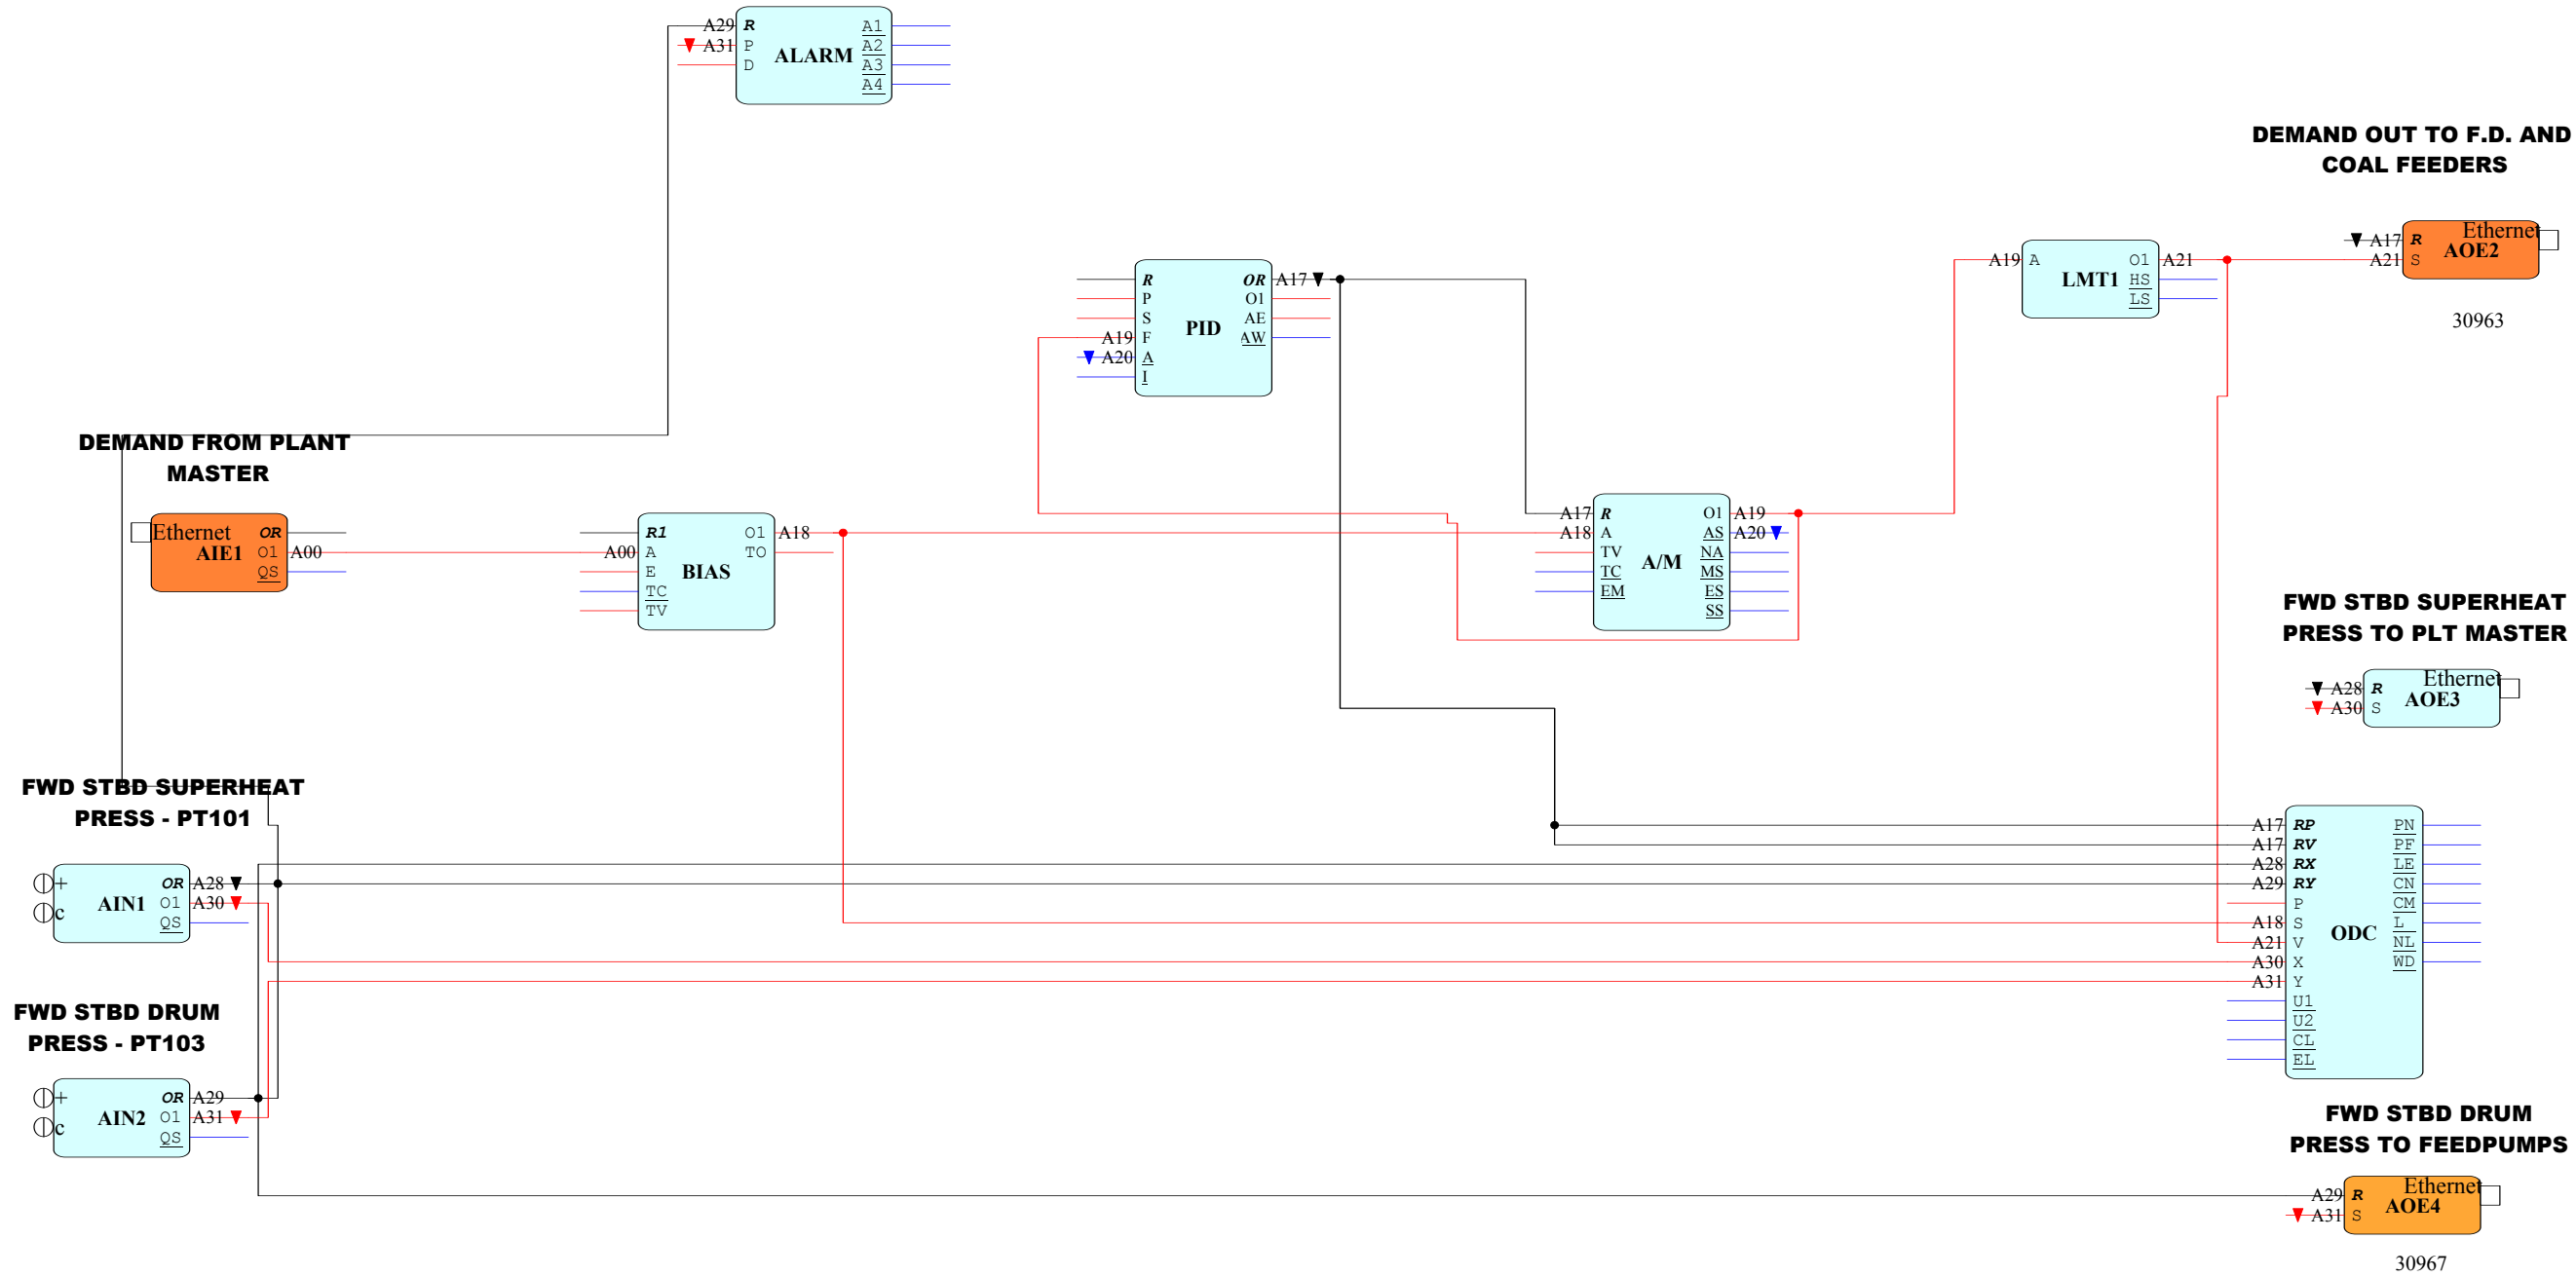 A29 R A1
A31 P A2
D ALARM A3
A4
DEMAND OUT TO F.D. AND
COAL FEEDERS
A17 R Ethernet
A21 S AOE2
30963
A19 A O1 A21
LMT1 HS
LS
R OR A17
P O1
S PID AE
A19 F AW
A20 A
I
DEMAND FROM PLANT
MASTER
Ethernet OR
AIE1 O1 A00
QS
R1 O1 A18
A00 A TO
E BIAS
TC
TV
A17 R O1 A19
A18 A AS A20
TV NA
TC A/M MS
EM ES
SS
FWD STBD SUPERHEAT
PRESS TO PLT MASTER
A28 R Ethernet
A30 S AOE3
FWD STBD SUPERHEAT
PRESS - PT101
+ OR A28
AIN1 O1 A30
c QS
A17 RP PN
A17 RV PF
A28 RX LE
A29 RY CN
P CM
A18 S L
A21 V ODC NL
A30 X WD
A31 Y
U1
U2
CL
EL
FWD STBD DRUM
PRESS - PT103
+ OR A29
AIN2 O1 A31
c QS
FWD STBD DRUM
PRESS TO FEEDPUMPS
A29 R Ethernet
A31 S AOE4
30967